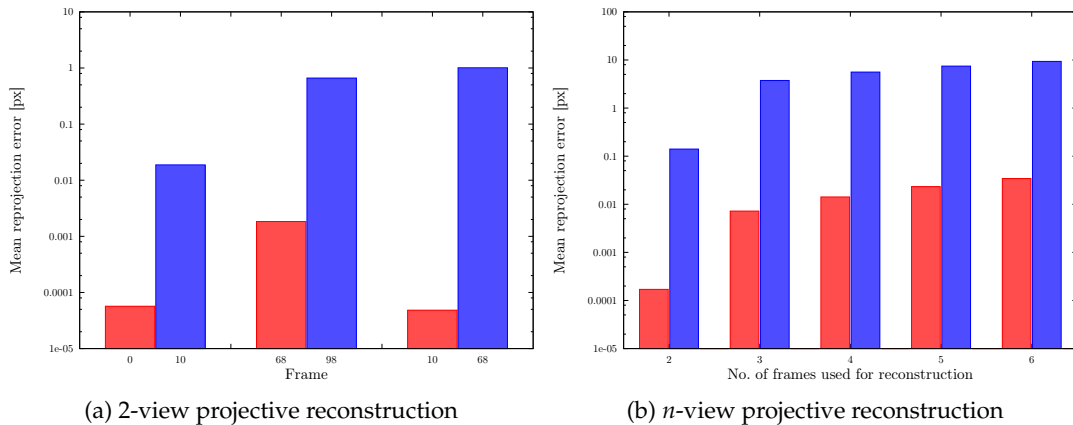 10
1
0.1
0.01
0.001
0.0001
1e-05
Mean reprojection error [px]
0 10 68 98 10 68
Frame
(a) 2-view projective reconstruction
100
10
1
0.1
0.01
0.001
0.0001
1e-05
Mean reprojection error [px]
2 3 4 5 6
No. of frames used for reconstruction
(b) n-view projective reconstruction